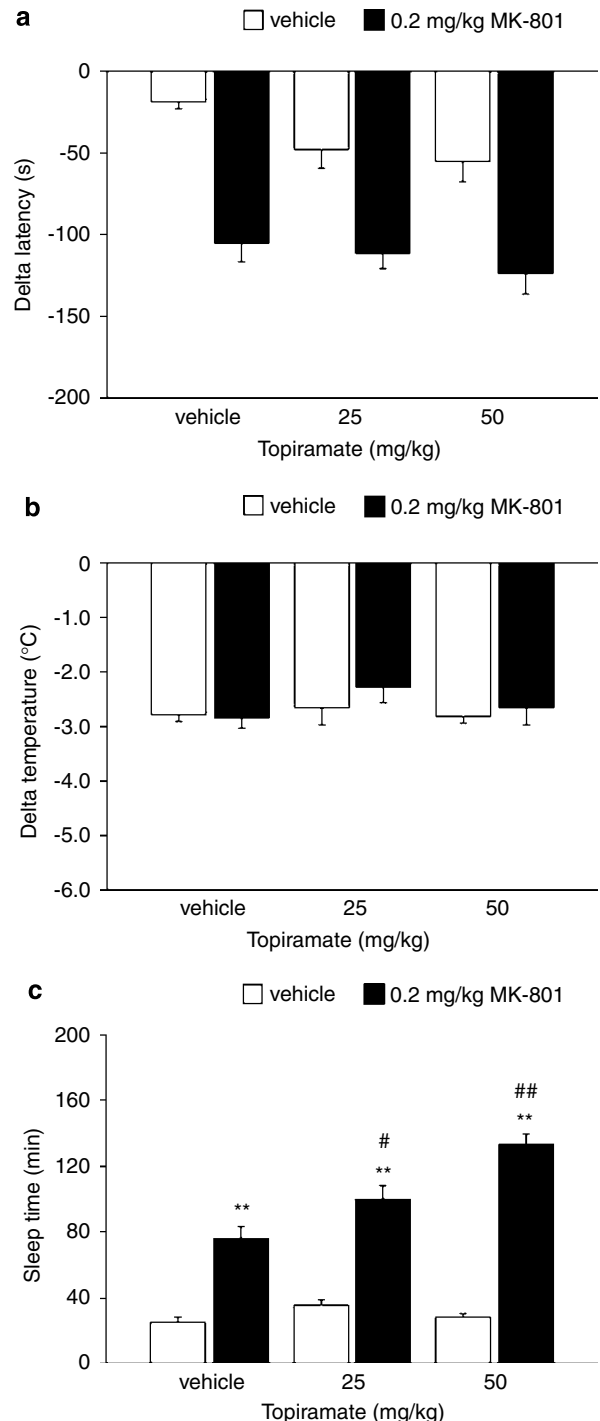 a
vehicle 0.2 mg/kg MK-801
0
-50
-100
-150
-200
Delta latency (s)
vehicle 25 50
Topiramate (mg/kg)
b
vehicle 0.2 mg/kg MK-801
0
-1.0
-2.0
-3.0
-4.0
-5.0
-6.0
Delta temperature (°C)
vehicle 25 50
Topiramate (mg/kg)
c
vehicle 0.2 mg/kg MK-801
200
160
120
80
40
0
Sleep time (min)
**
#
**
##
**
vehicle 25 50
Topiramate (mg/kg)